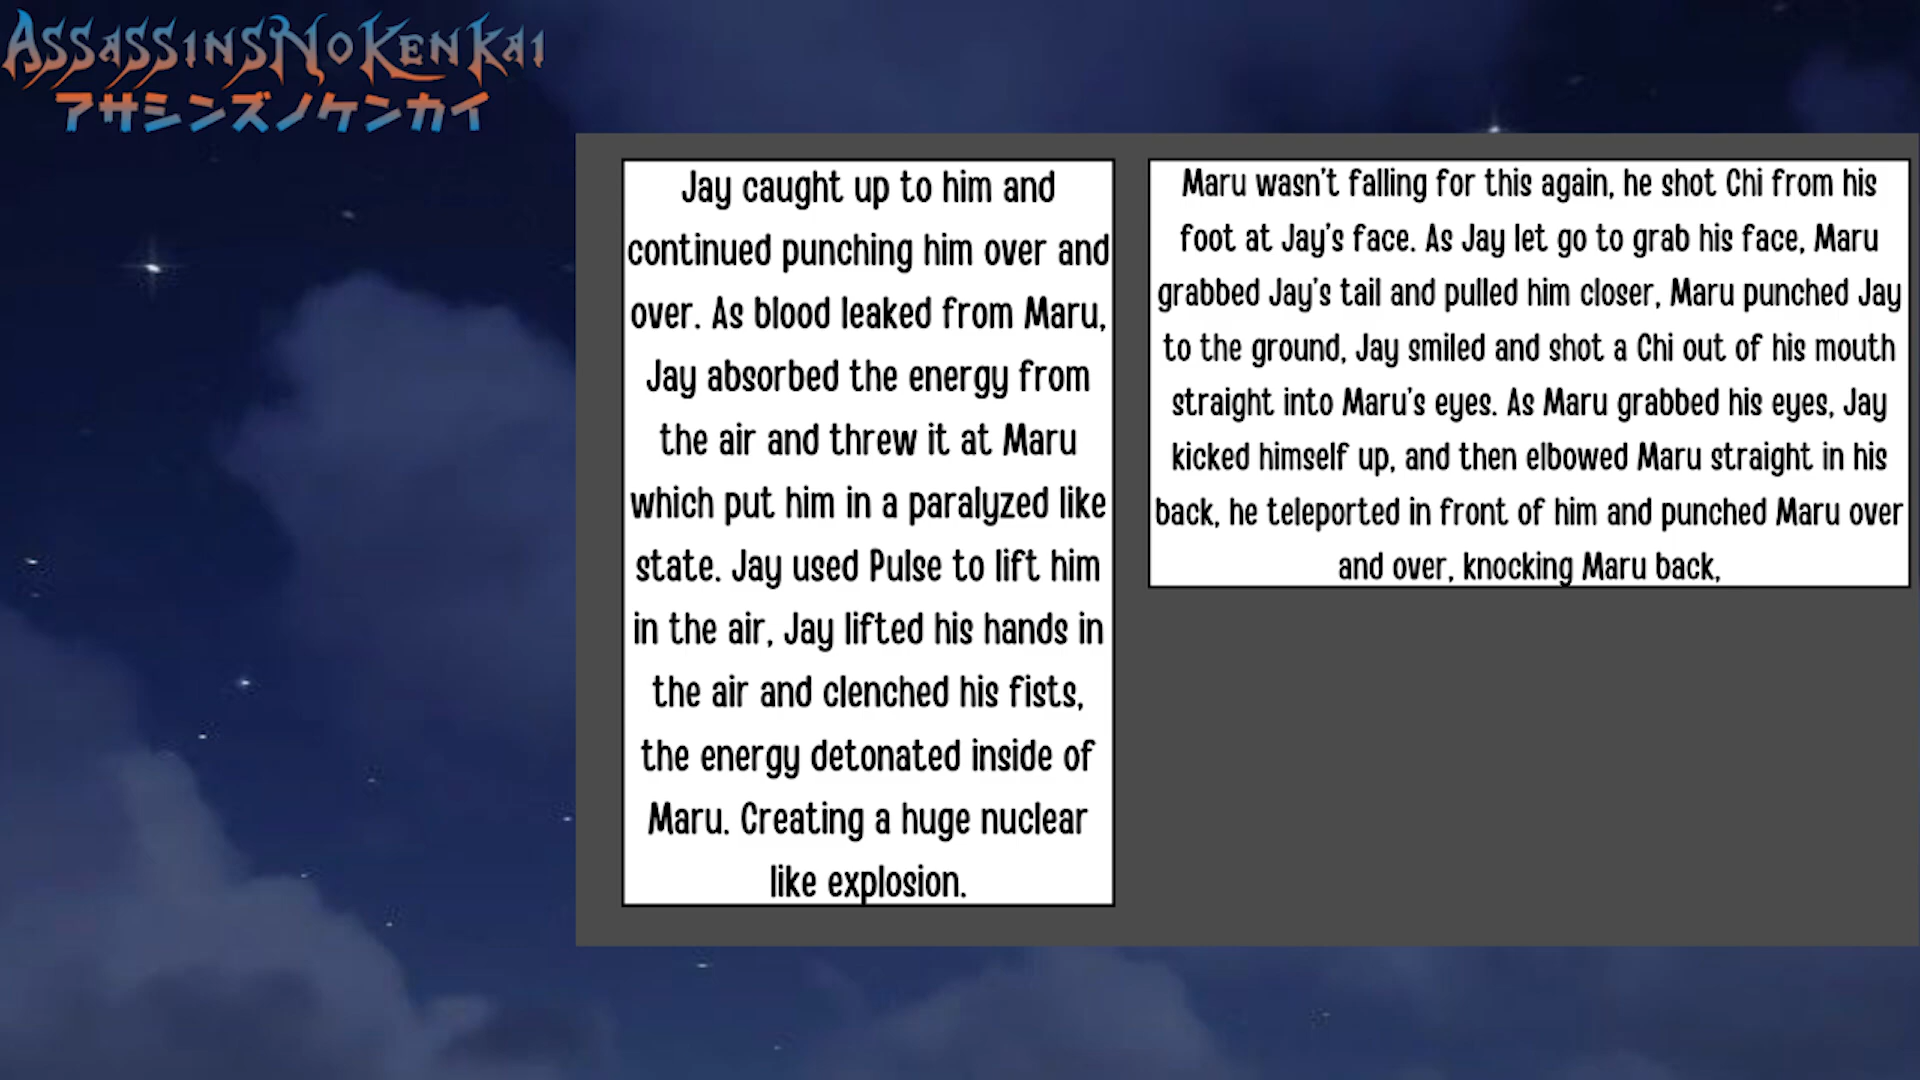 ASSASSINS NO KENKAI
アサシンズノケンカイ
Jay caught up to him and
continued punching him over and
over. As blood leaked from Maru,
Jay absorbed the energy from
the air and threw it at Maru
which put him in a paralyzed like
state. Jay used Pulse to lift him
in the air, Jay lifted his hands in
the air and clenched his fists,
the energy detonated inside of
Maru. Creating a huge nuclear
like explosion.
Maru wasn't falling for this again, he shot Chi from his
foot at Jay's face. As Jay let go to grab his face, Maru
grabbed Jay's tail and pulled him closer, Maru punched Jay
to the ground, Jay smiled and shot a Chi out of his mouth
straight into Maru's eyes. As Maru grabbed his eyes, Jay
kicked himself up, and then elbowed Maru straight in his
back, he teleported in front of him and punched Maru over
and over, knocking Maru back,